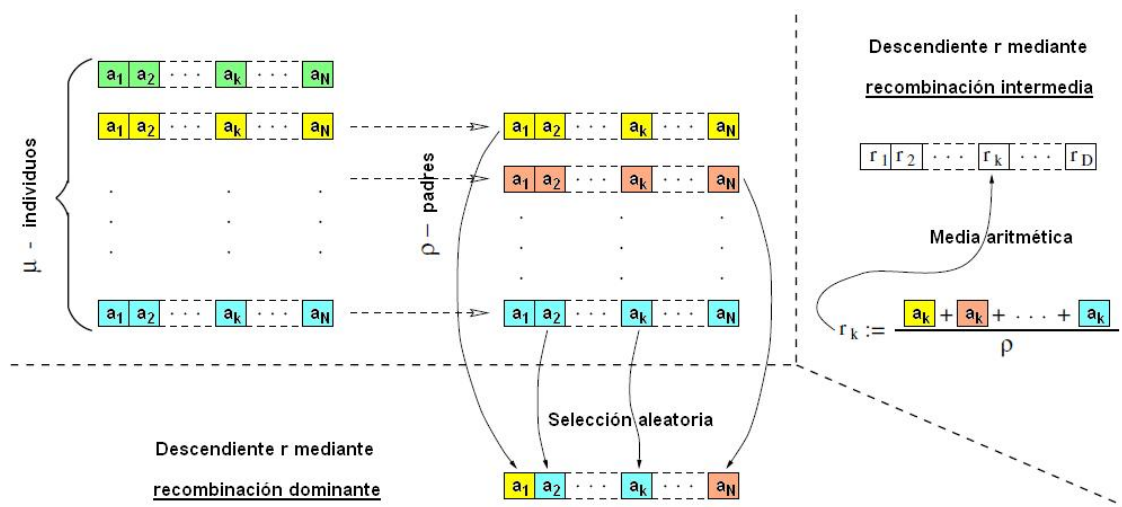 μ - individuos
a1 a2 · · · ak · · · aN
a1 a2 · · · ak · · · aN
· · ·
· · ·
· · ·
a1 a2 · · · ak · · · aN
ρ – padres
a1 a2 · · · ak · · · aN
a1 a2 · · · ak · · · aN
· · ·
· · ·
· · ·
a1 a2 · · · ak · · · aN
Descendiente r mediante
recombinación intermedia
r1 r2 · · · rk · · · rD
Media aritmética
rk := ak + ak + . . . + ak
ρ
Selección aleatoria
Descendiente r mediante
recombinación dominante
a1 a2 · · · ak · · · aN